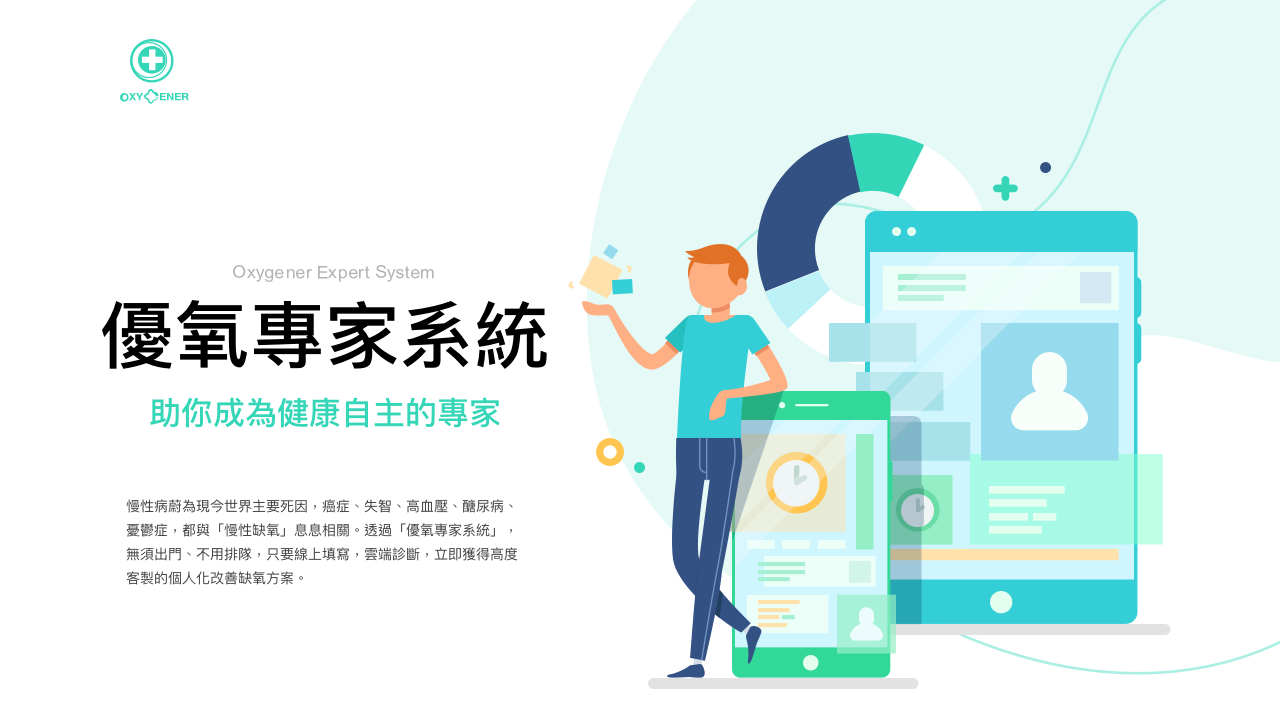 OXYGENER
Oxygener Expert System
優氧專家系統
助你成為健康自主的專家
慢性病蔚為現今世界主要死因，癌症、失智、高血壓、醣尿病、
憂鬱症，都與「慢性缺氧」息息相關。透過「優氧專家系統」，
無須出門、不用排隊，只要線上填寫，雲端診斷，立即獲得高度
客製的個人化改善缺氧方案。